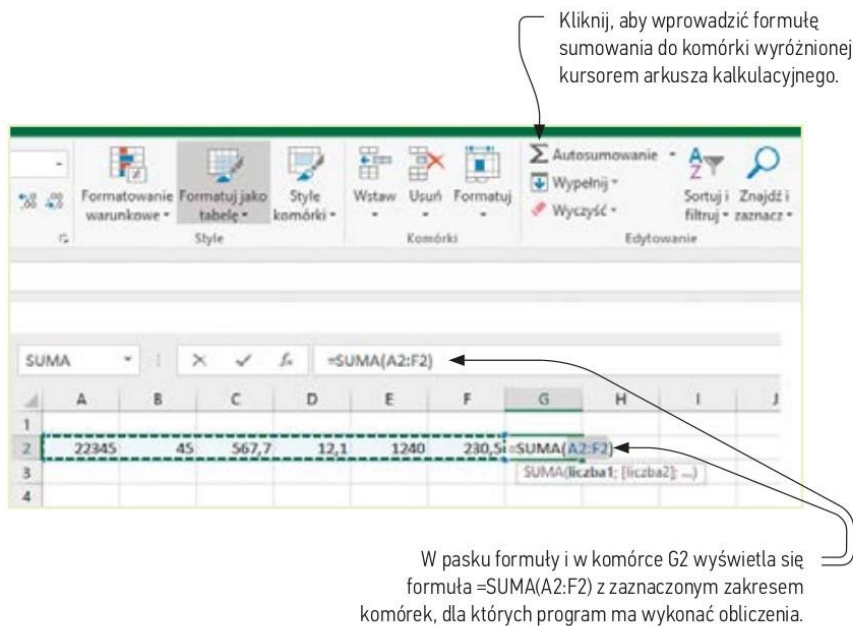 Kliknij, aby wprowadzić formułę
sumowania do komórki wyróżnionej
kursorem arkusza kalkulacyjnego.
Formatowanie warunkowe
Formatuj jako tabelę
Style komórki
Wstaw
Usuń
Formatuj
Σ Autosumowanie
Wypełnij
Wyczyść
Sortuj i filtruj
Znajdź i zaznacz
Style
Komórki
Edytowanie
SUMA
fx
=SUMA(A2:F2)
A B C D E F G H I J
1
2 22345 45 567,7 12,1 1240 230,5 =SUMA(A2:F2)
3 SUMA(liczba1; [liczba2]; ...)
4
W pasku formuły i w komórce G2 wyświetla się
formuła =SUMA(A2:F2) z zaznaczonym zakresem
komórek, dla których program ma wykonać obliczenia.